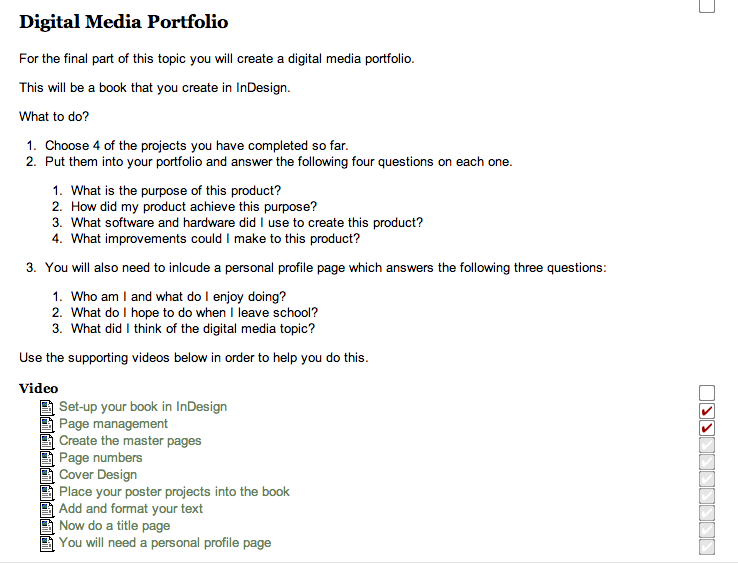 Digital Media Portfolio
For the final part of this topic you will create a digital media portfolio.
This will be a book that you create in InDesign.
What to do?
1. Choose 4 of the projects you have completed so far.
2. Put them into your portfolio and answer the following four questions on each one.
1. What is the purpose of this product?
2. How did my product achieve this purpose?
3. What software and hardware did I use to create this product?
4. What improvements could I make to this product?
3. You will also need to inlcude a personal profile page which answers the following three questions:
1. Who am I and what do I enjoy doing?
2. What do I hope to do when I leave school?
3. What did I think of the digital media topic?
Use the supporting videos below in order to help you do this.
Video
Set-up your book in InDesign
Page management
Create the master pages
Page numbers
Cover Design
Place your poster projects into the book
Add and format your text
Now do a title page
You will need a personal profile page